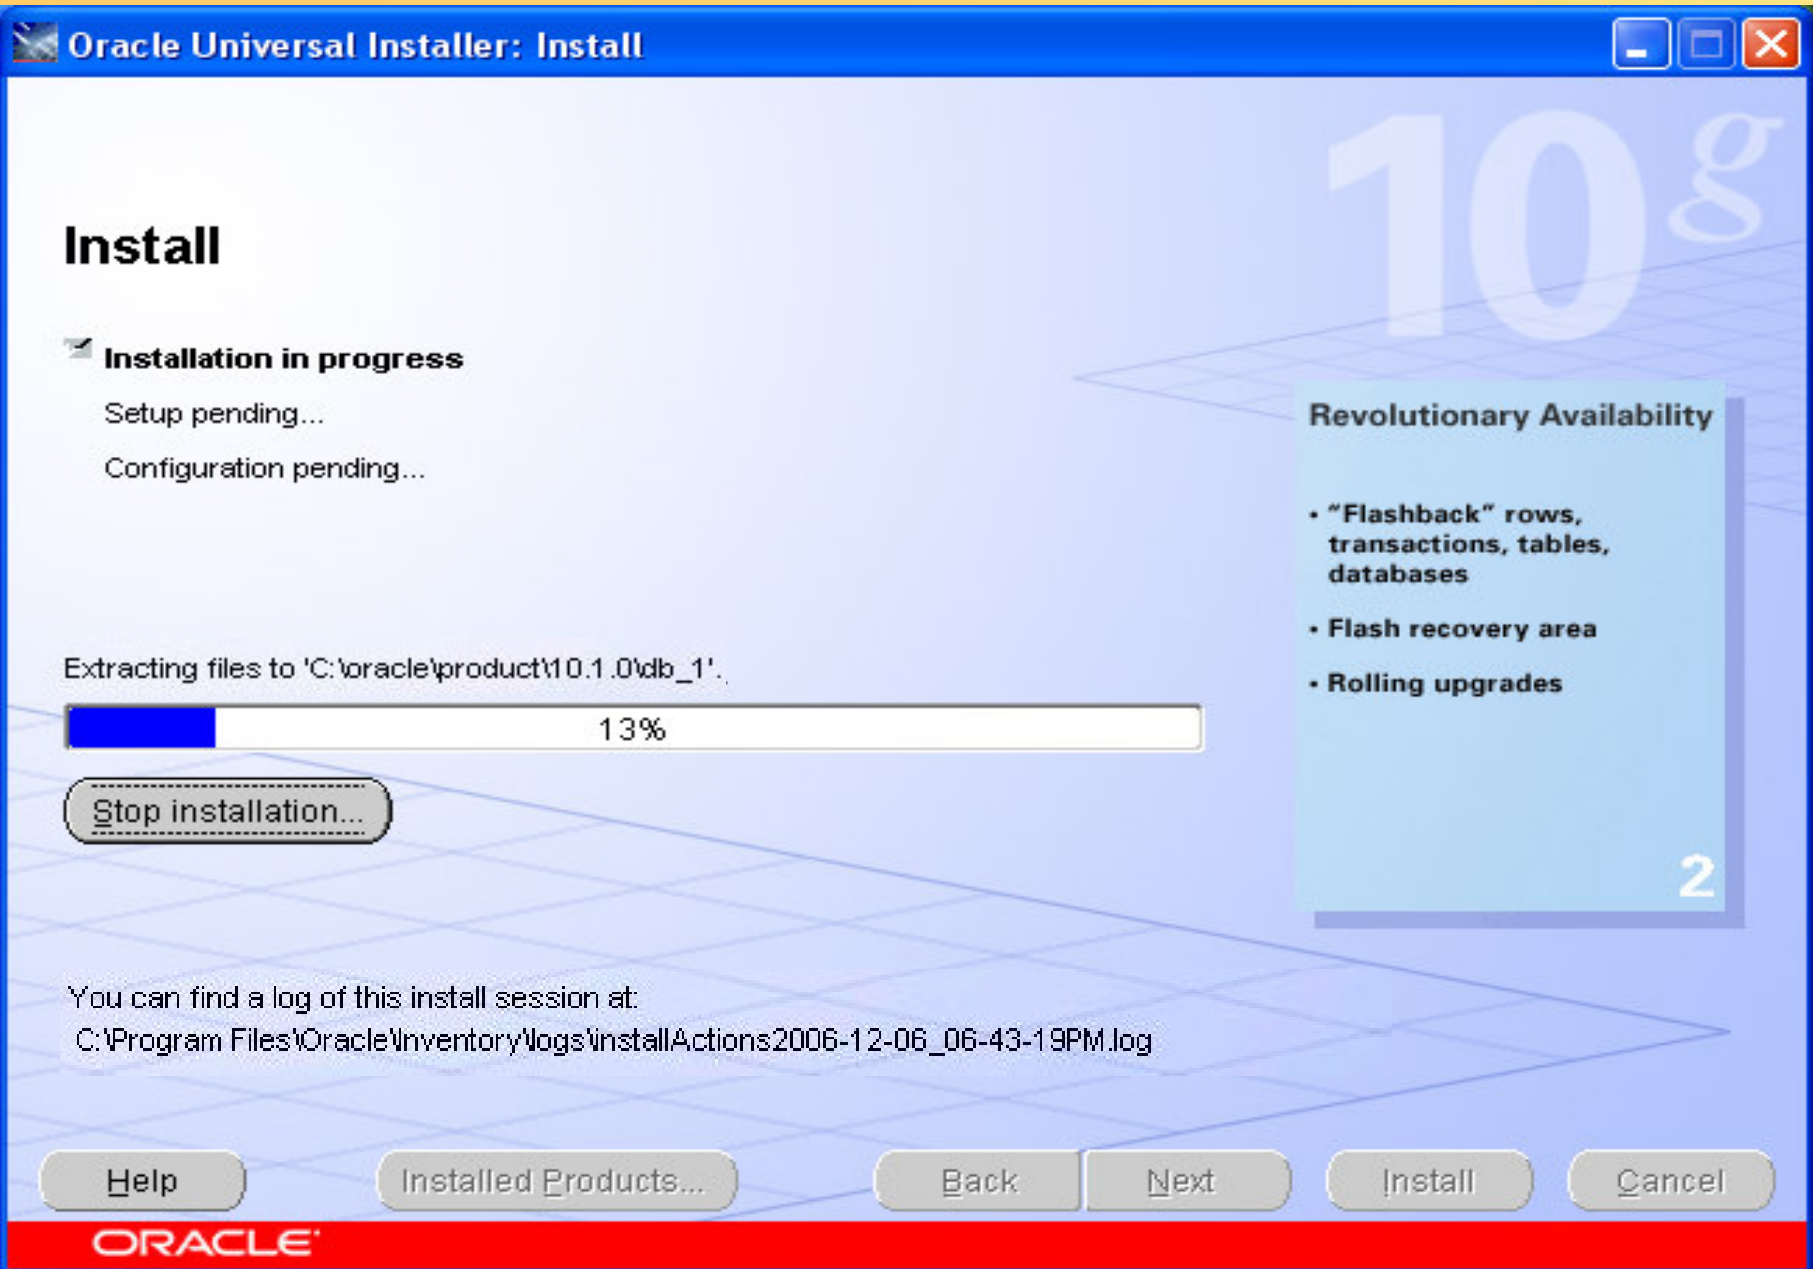 Oracle Universal Installer: Install
10g
Install
Installation in progress
Setup pending...
Configuration pending...
Revolutionary Availability
• "Flashback" rows,
transactions, tables,
databases
• Flash recovery area
• Rolling upgrades
2
Extracting files to 'C:\oracle\product\10.1.0\db_1'.
13%
Stop installation...
You can find a log of this install session at:
C:\Program Files\Oracle\Inventory\logs\installActions2006-12-06_06-43-19PM.log
Help
Installed Products...
Back
Next
Install
Cancel
ORACLE